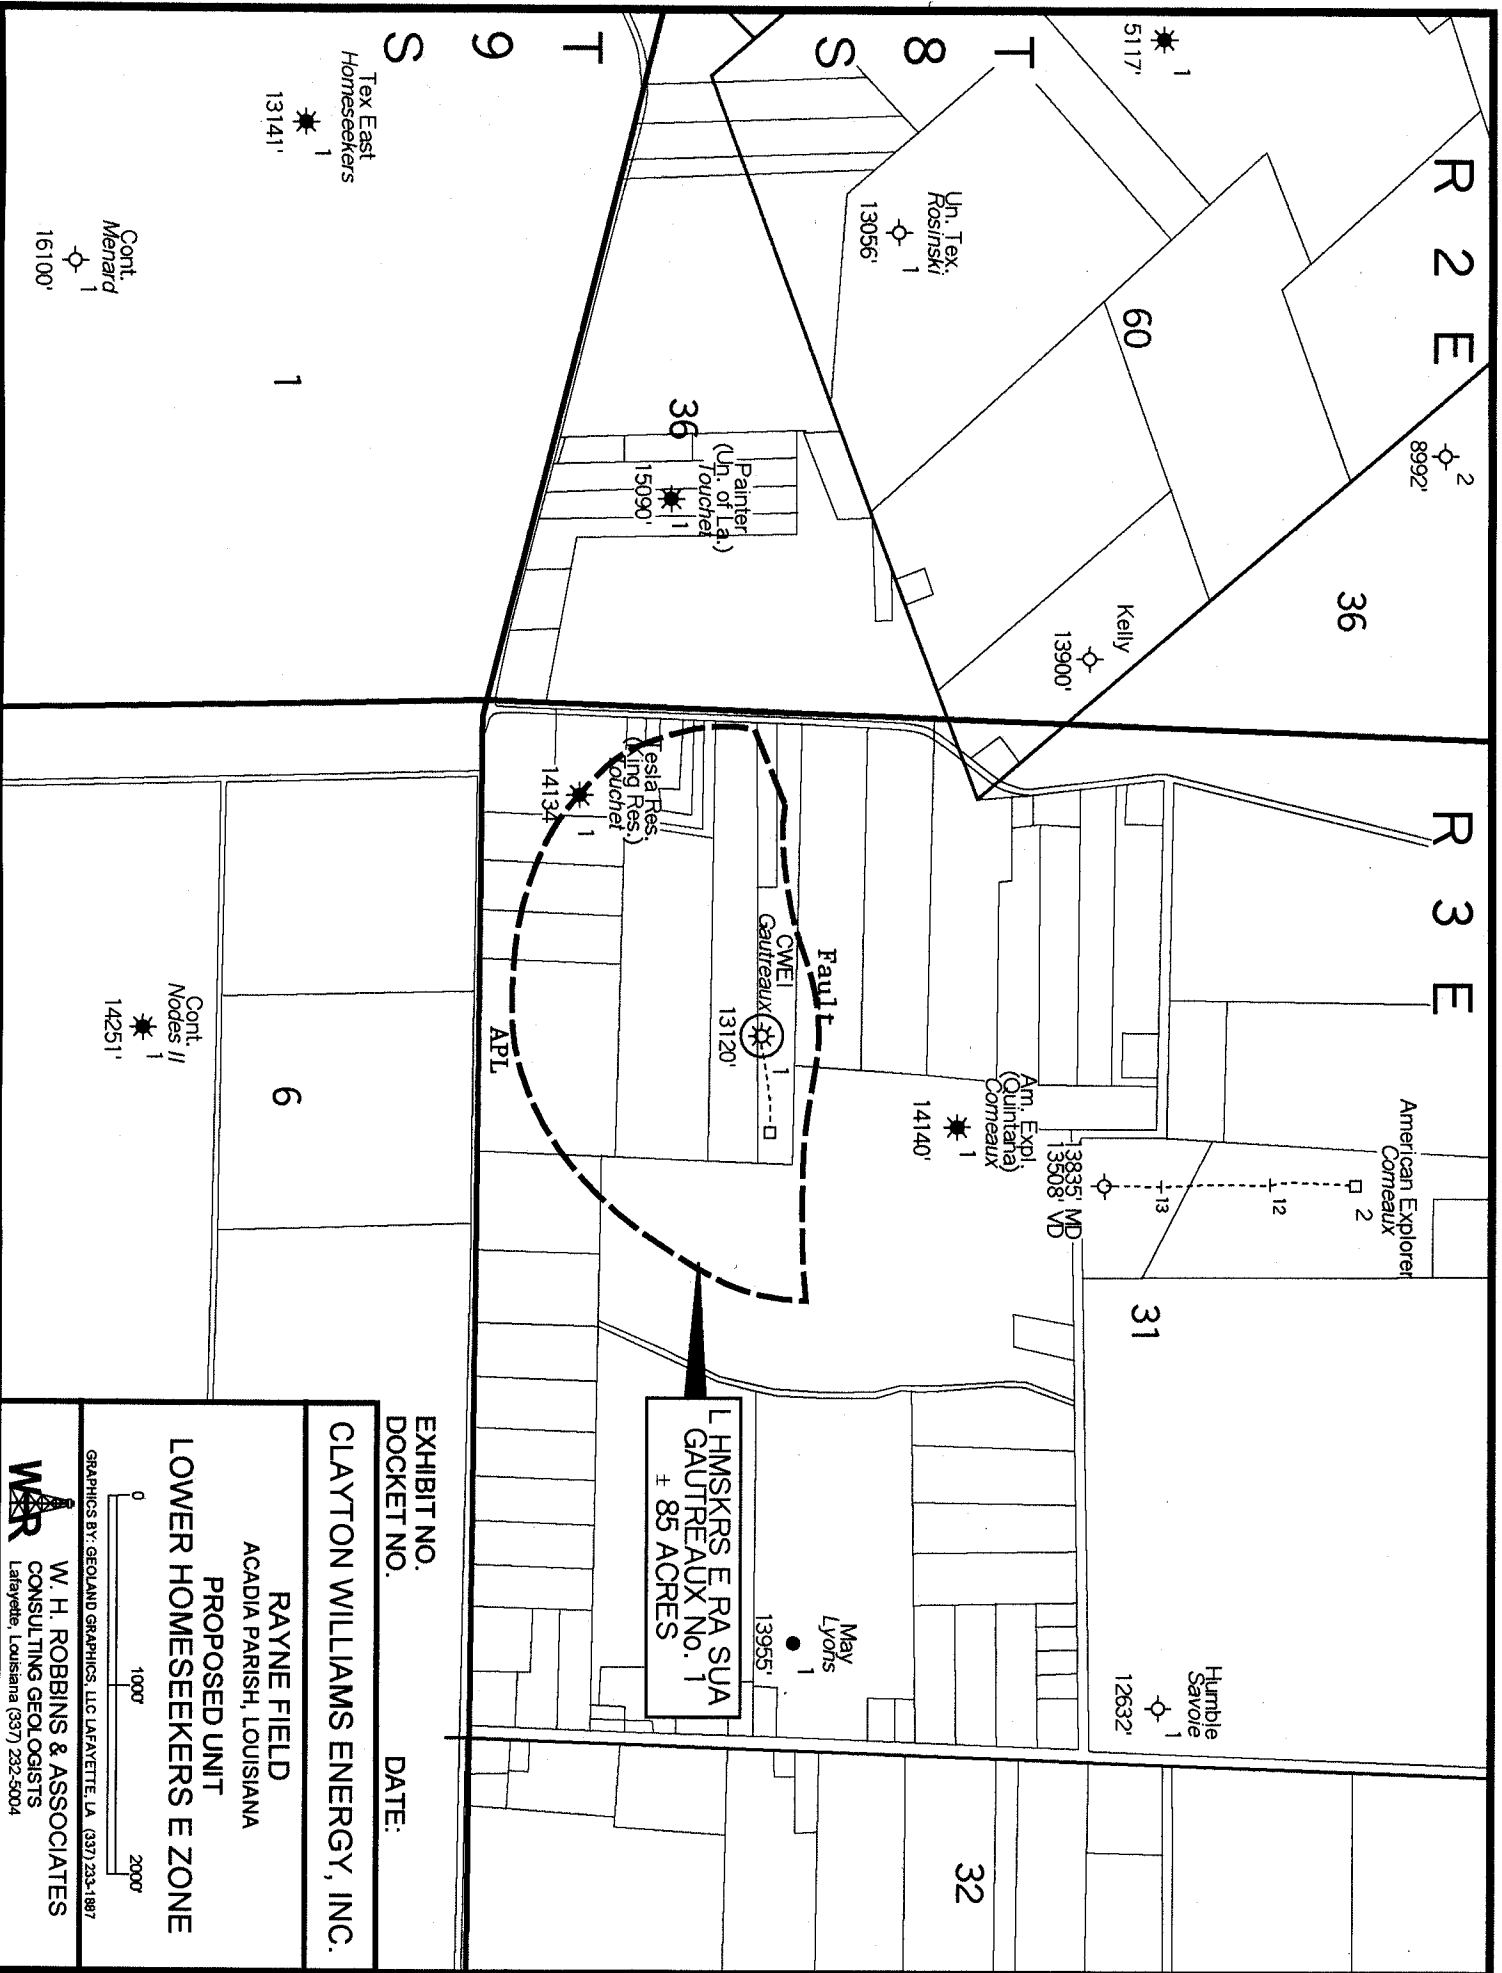 R 2 E
R 3 E
T
8
S
T
9
S
1
5117'
2
8992'
36
60
Un. Tex.
Rosinski
1
13056'
Kelly
13900'
American Explorer
Comeaux
2
12
13
13835' MD
13508' VD
31
Humble
Savoie
1
12632'
Am. Expl.
(Quintana)
Comeaux
1
14140'
32
May
Lyons
1
13955'
36
Painter
(Un. of La.)
Touchet
1
15090'
Fault
CWEI
Gautreaux
1
13120'
Tesla Res.
(King Res.)
Touchet
1
14134'
APL
L HMSKRS E RA SUA
GAUTREAUX No. 1
± 85 ACRES
Tex East
Homeseekers
1
13141'
Cont.
Menard
1
16100'
1
6
Cont.
Nodes II
1
14251'
EXHIBIT NO.
DOCKET NO.
DATE:
CLAYTON WILLIAMS ENERGY, INC.
RAYNE FIELD
ACADIA PARISH, LOUISIANA
PROPOSED UNIT
LOWER HOMESEEKERS E ZONE
0 1000' 2000'
GRAPHICS BY: GEOLAND GRAPHICS, LLC LAFAYETTE, LA (337) 233-1887
WHR
W. H. ROBBINS & ASSOCIATES
CONSULTING GEOLOGISTS
Lafayette, Louisiana (337) 232-5004